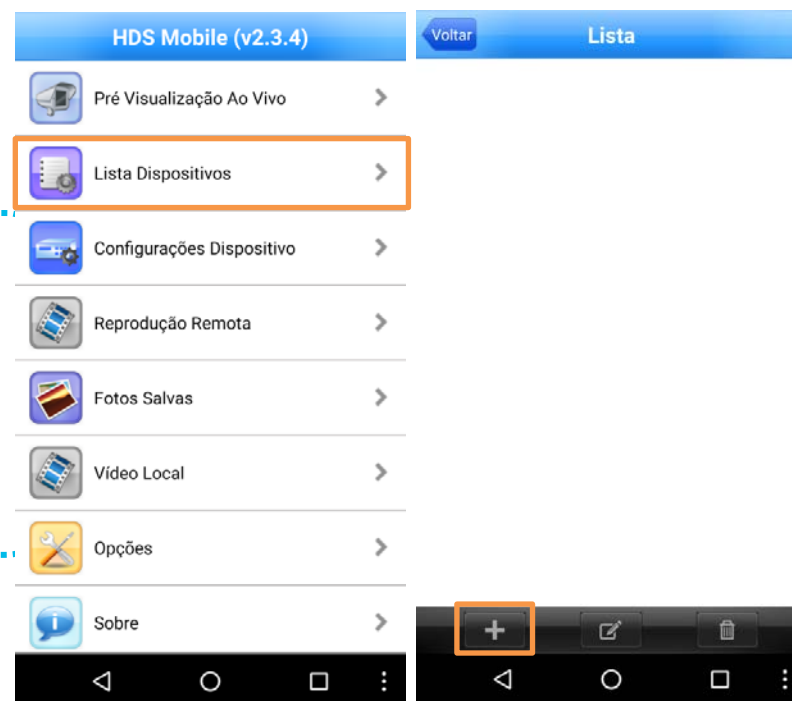 HDS Mobile (v2.3.4)
Pré Visualização Ao Vivo
Lista Dispositivos
Configurações Dispositivo
Reprodução Remota
Fotos Salvas
Vídeo Local
Opções
Sobre
Voltar
Lista